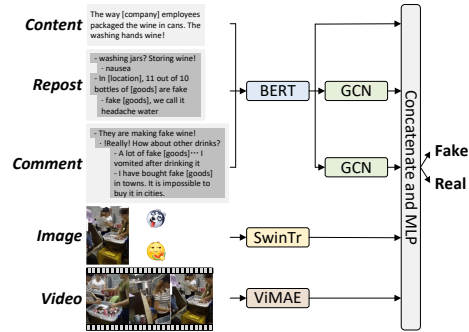 Content
The way [company] employees
packaged the wine in cans. The
washing hands wine!
Repost
- washing jars? Storing wine!
· nausea
- In [location], 11 out of 10
bottles of [goods] are fake
· fake [goods], we call it
headache water
Comment
- They are making fake wine!
· !Really! How about other drinks?
- A lot of fake [goods]··· I
vomited after drinking it
- I have bought fake [goods]
in towns. It is impossible to
buy it in cities.
Image
Video
BERT
GCN
GCN
SwinTr
ViMAE
Concatenate and MLP
Fake
Real